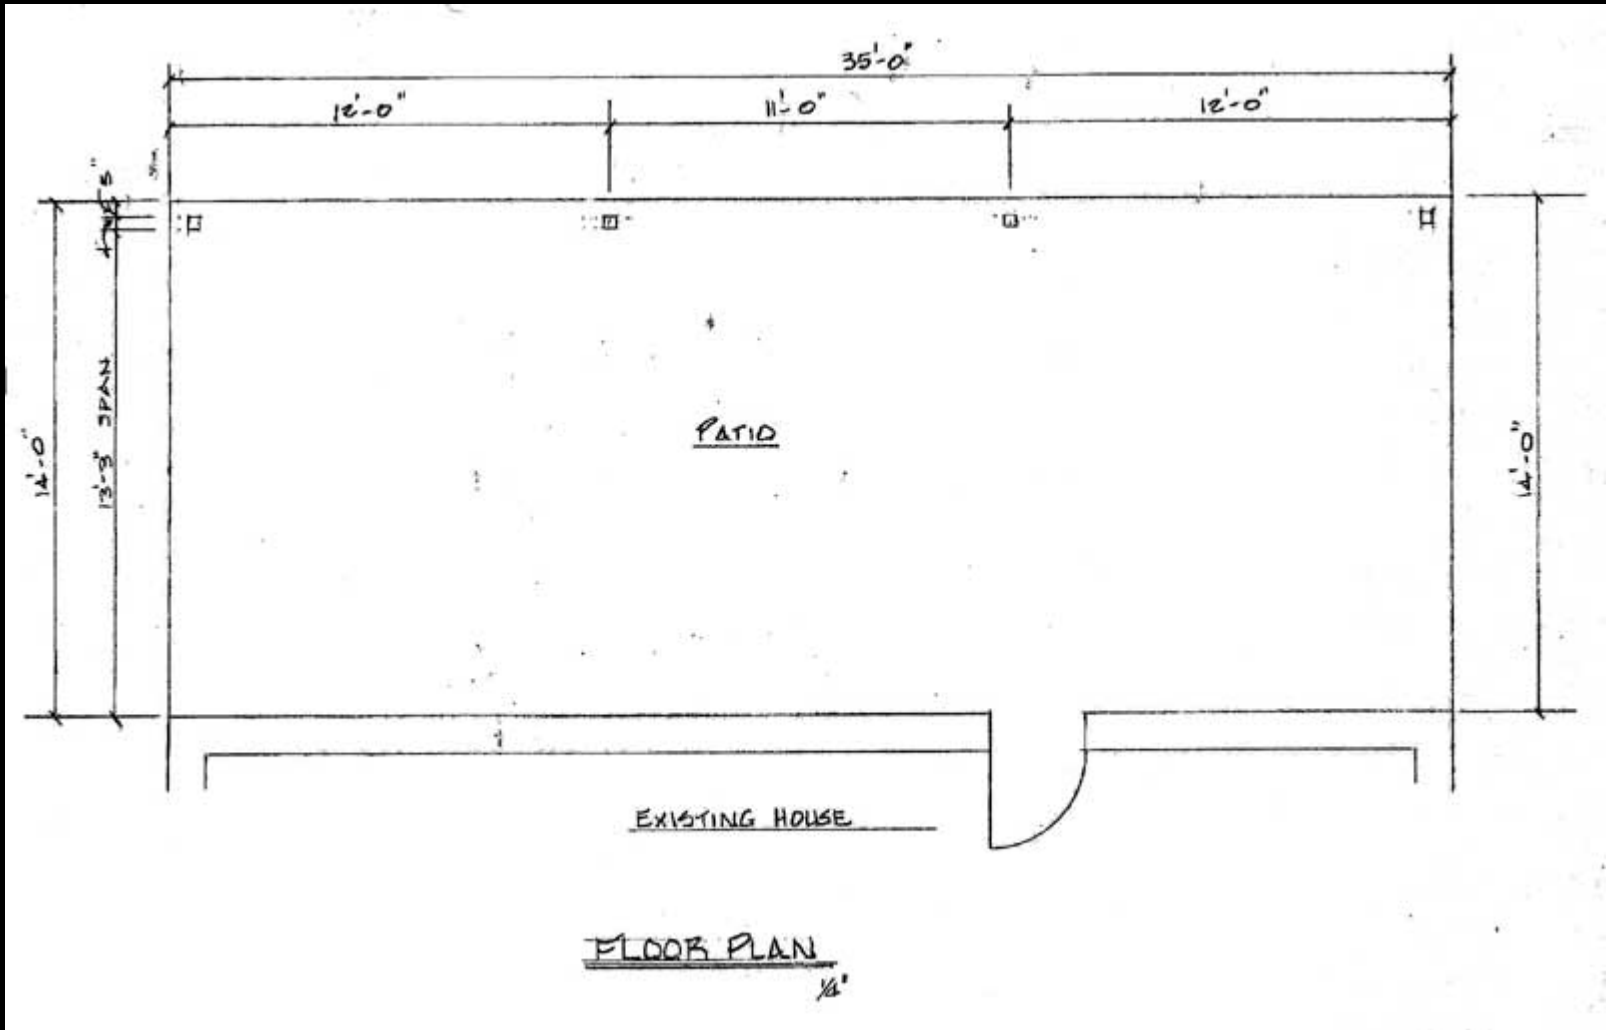 35'-0"
12'-0"
11'-0"
12'-0"
5"
14'-0"
13'-3" SPAN
PATIO
14'-0"
EXISTING HOUSE
FLOOR PLAN
1/4"